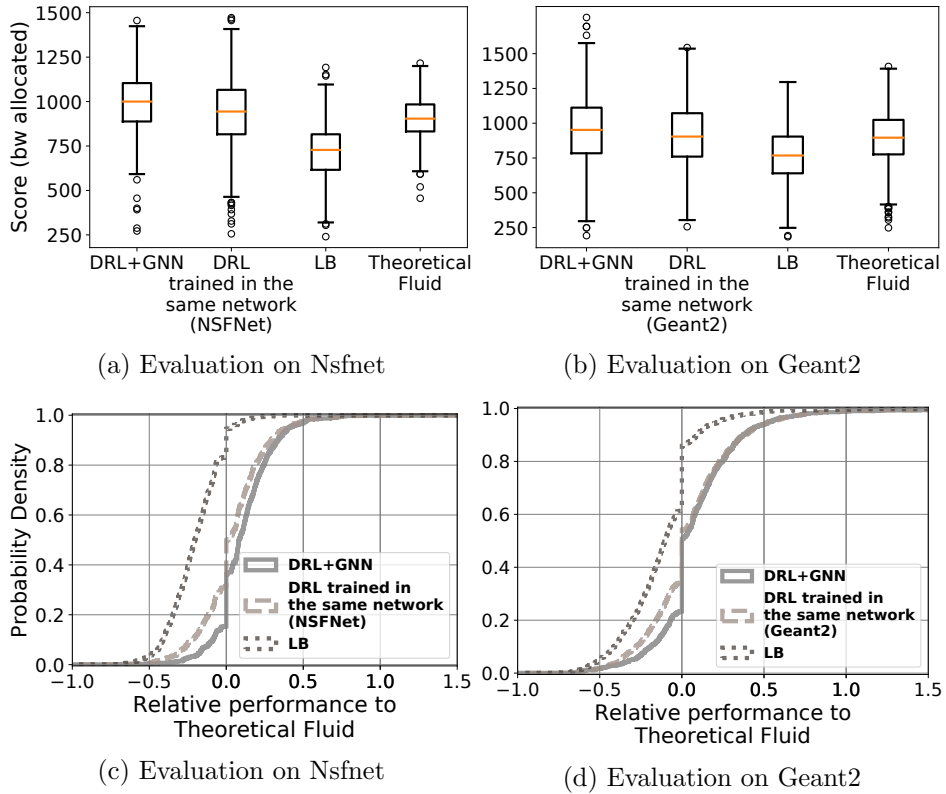 1500
1250
1000
750
500
250
Score (bw allocated)
DRL+GNN
DRL
trained in the
same network
(NSFNet)
LB
Theoretical
Fluid
(a) Evaluation on Nsfnet
1750
1500
1250
1000
750
500
250
DRL+GNN
DRL
trained in the
same network
(Geant2)
LB
Theoretical
Fluid
(b) Evaluation on Geant2
1.0
0.8
0.6
0.4
0.2
0.0
Probability Density
DRL+GNN
DRL trained in
the same network
(NSFNet)
LB
−1.0 −0.5 0.0 0.5 1.0 1.5
Relative performance to
Theoretical Fluid
(c) Evaluation on Nsfnet
1.0
0.8
0.6
0.4
0.2
0.0
DRL+GNN
DRL trained in
the same network
(Geant2)
LB
−1.0 −0.5 0.0 0.5 1.0 1.5
Relative performance to
Theoretical Fluid
(d) Evaluation on Geant2